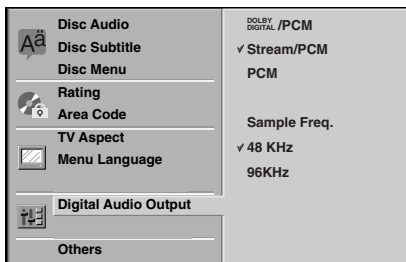 Disc Audio
Disc Subtitle
Disc Menu
Rating
Area Code
TV Aspect
Menu Language
Digital Audio Output
Others
DOLBY DIGITAL /PCM
✓ Stream/PCM
PCM
Sample Freq.
✓ 48 KHz
96KHz
Aä